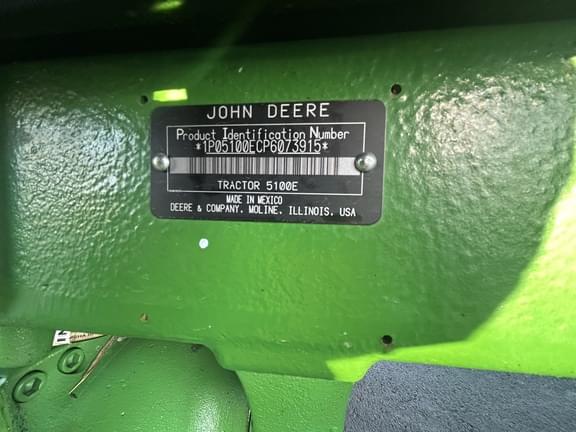 JOHN DEERE
Product Identification Number
*1P05100ECP6073915*
TRACTOR 5100E
MADE IN MEXICO
DEERE & COMPANY, MOLINE, ILLINOIS, USA